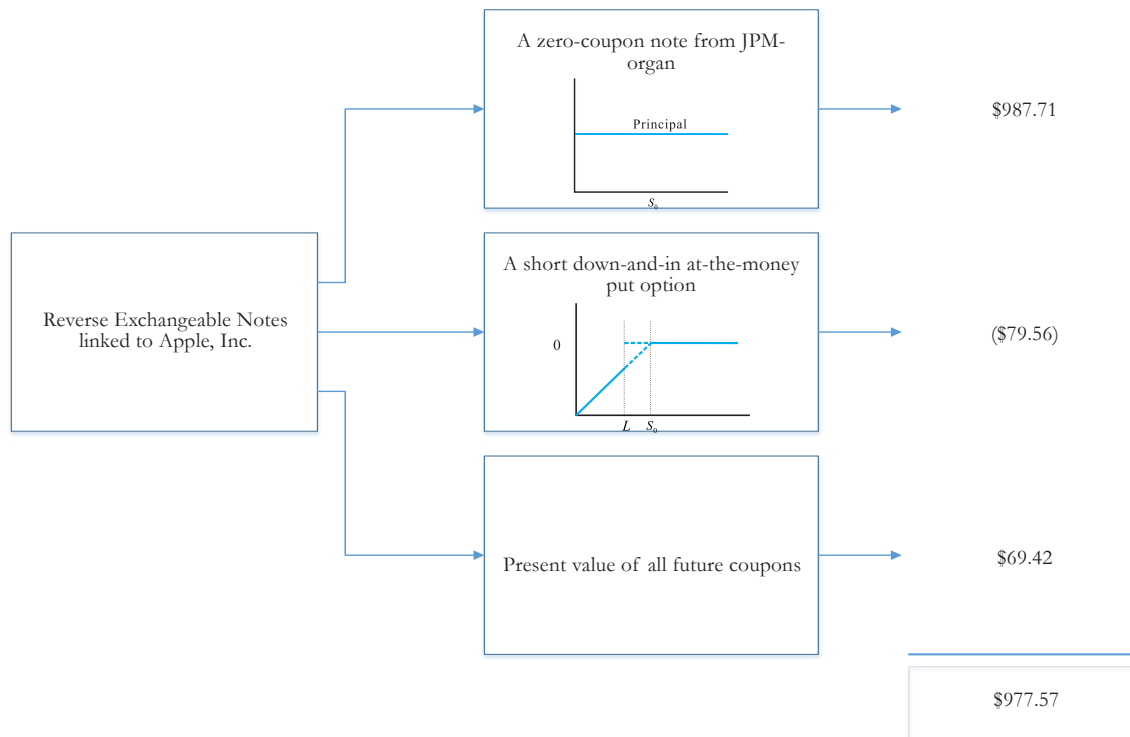 A zero-coupon note from JPM-
organ
Principal
S₀
$987.71
Reverse Exchangeable Notes
linked to Apple, Inc.
A short down-and-in at-the-money
put option
0
L S₀
($79.56)
Present value of all future coupons
$69.42
$977.57